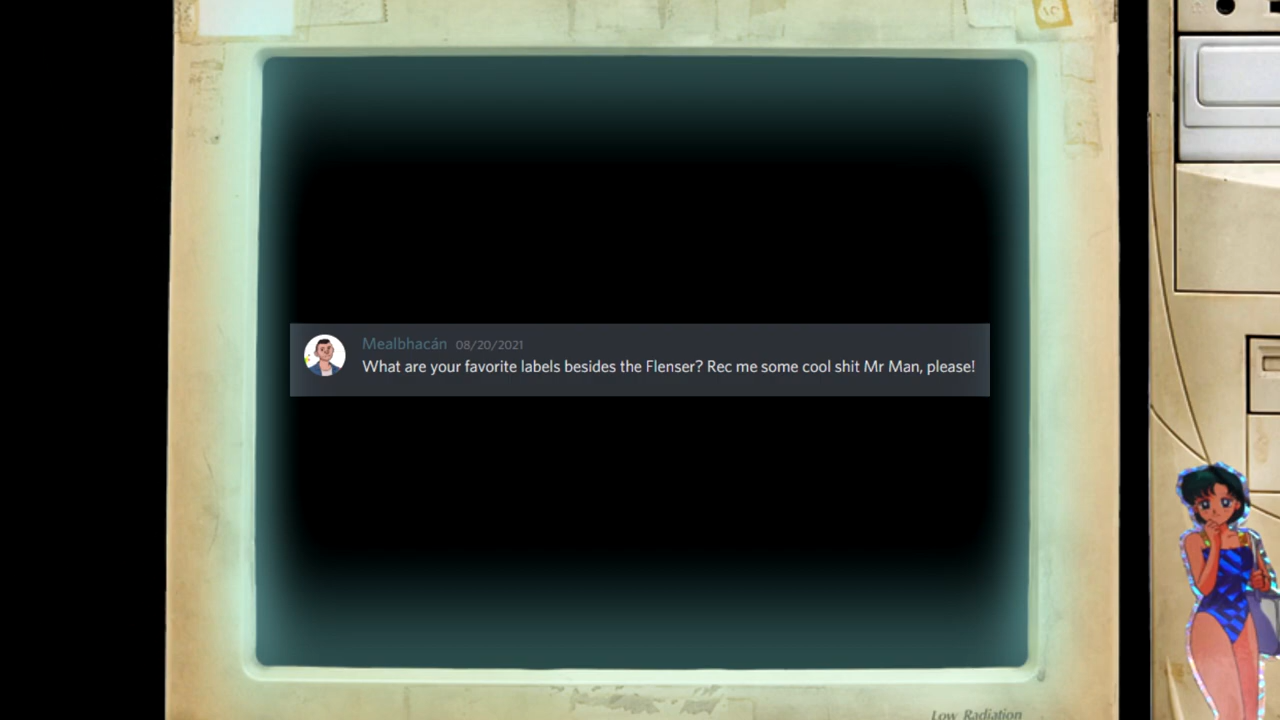 Mealbhacán 08/20/2021
What are your favorite labels besides the Flenser? Rec me some cool shit Mr Man, please!
Low Radiation